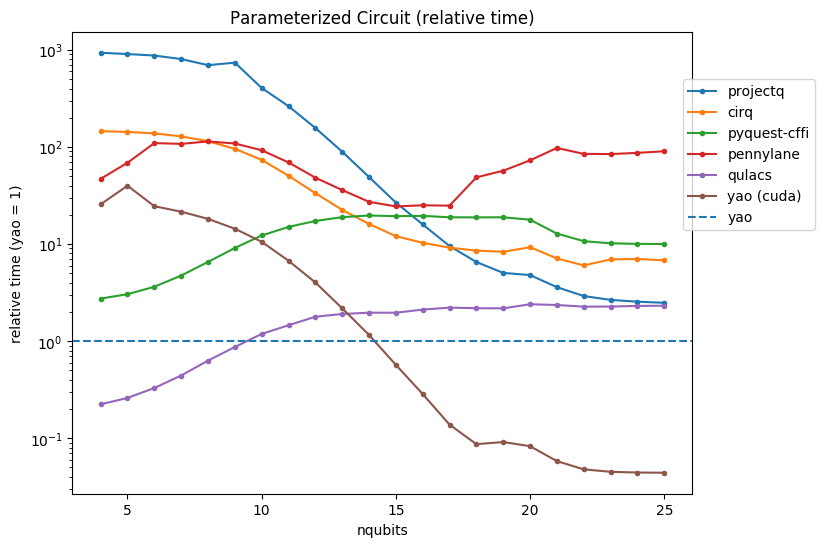 Parameterized Circuit (relative time)
relative time (yao = 1)
10³
10²
10¹
10⁰
10⁻¹
5
10
15
20
25
nqubits
projectq
cirq
pyquest-cffi
pennylane
qulacs
yao (cuda)
yao